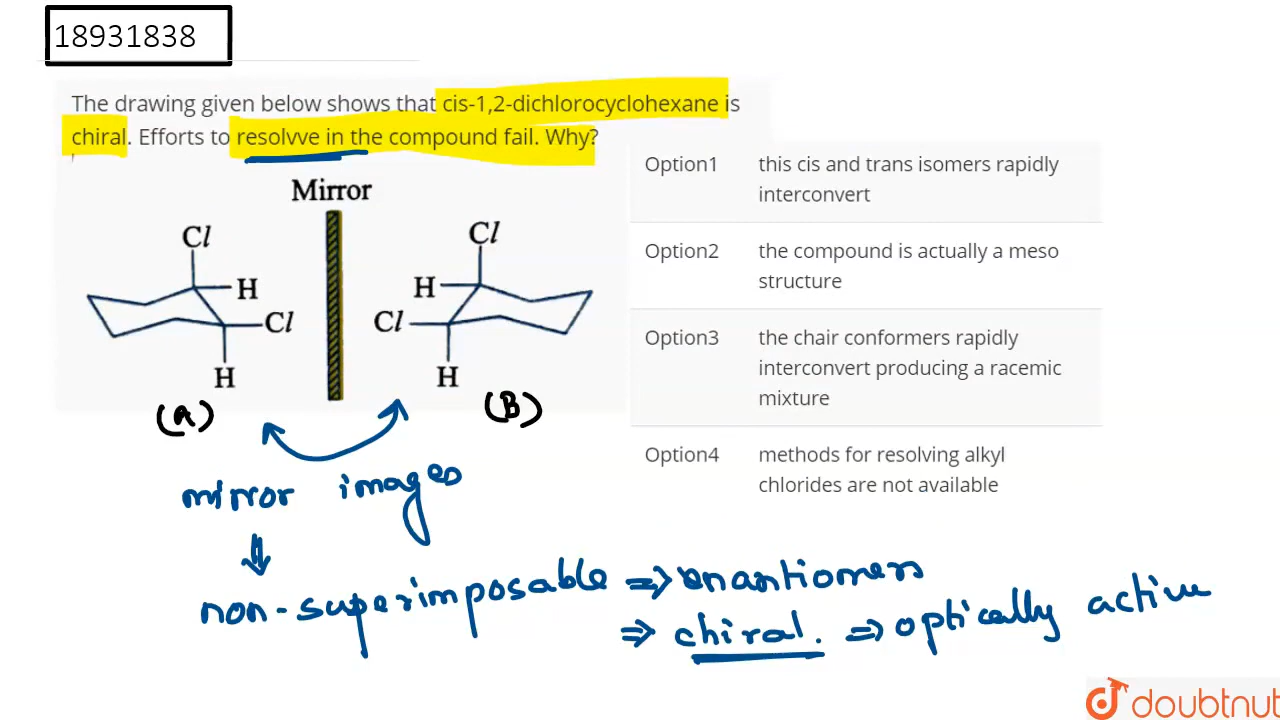 18931838
The drawing given below shows that cis-1,2-dichlorocyclohexane is
chiral. Efforts to resolvve in the compound fail. Why?
Mirror
Cl
H
Cl
H
Cl
H
Cl
H
(A)
(B)
mirror images
non-superimposable ⇒ enantiomers
⇒ chiral. ⇒ optically active
Option1 this cis and trans isomers rapidly
interconvert
Option2 the compound is actually a meso
structure
Option3 the chair conformers rapidly
interconvert producing a racemic
mixture
Option4 methods for resolving alkyl
chlorides are not available
doubtnut